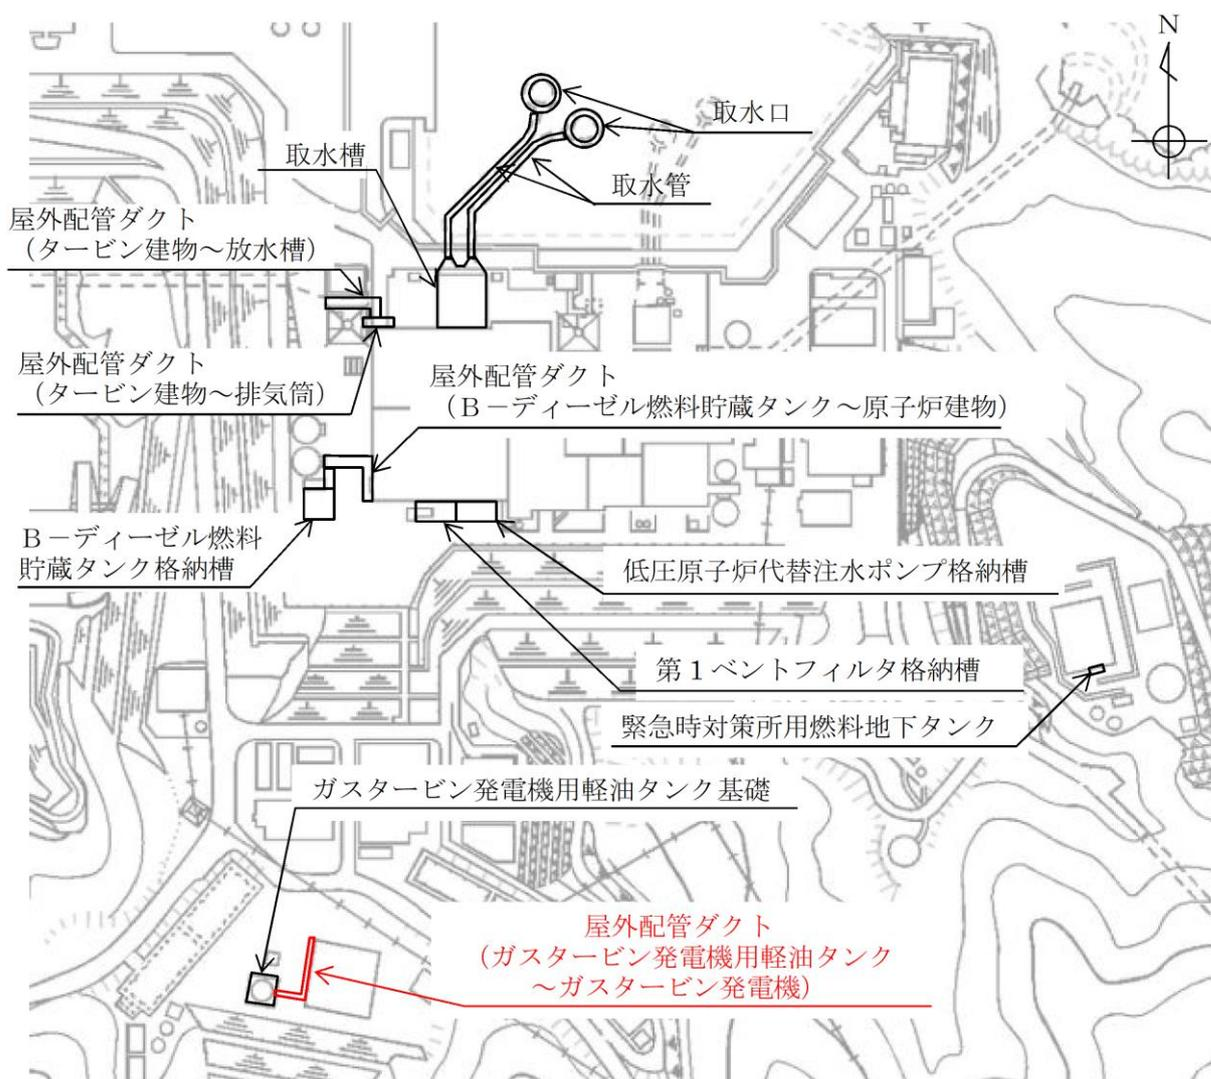 N
取水口
取水槽
取水管
屋外配管ダクト
（タービン建物～放水槽）
屋外配管ダクト
（タービン建物～排気筒）
屋外配管ダクト
（Ｂ－ディーゼル燃料貯蔵タンク～原子炉建物）
Ｂ－ディーゼル燃料
貯蔵タンク格納槽
低圧原子炉代替注水ポンプ格納槽
第１ベントフィルタ格納槽
緊急時対策所用燃料地下タンク
ガスタービン発電機用軽油タンク基礎
屋外配管ダクト
（ガスタービン発電機用軽油タンク
～ガスタービン発電機）